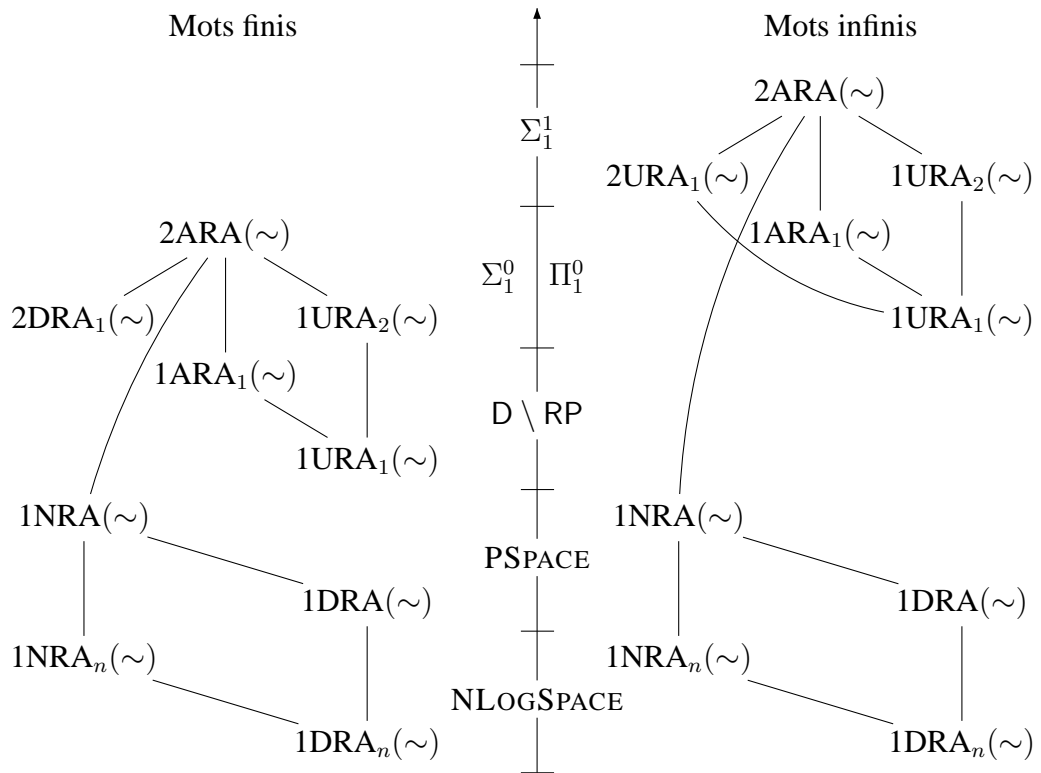 Mots finis Mots infinis
2ARA(∼)
Σ¹₁
2URA₁(∼) 1URA₂(∼)
2ARA(∼) 1ARA₁(∼)
Σ⁰₁ Π⁰₁
2DRA₁(∼) 1URA₂(∼) 1URA₁(∼)
1ARA₁(∼)
D \ RP
1URA₁(∼)
1NRA(∼) 1NRA(∼)
PSPACE
1DRA(∼) 1DRA(∼)
1NRAₙ(∼) 1NRAₙ(∼)
NLOGSPACE
1DRAₙ(∼) 1DRAₙ(∼)